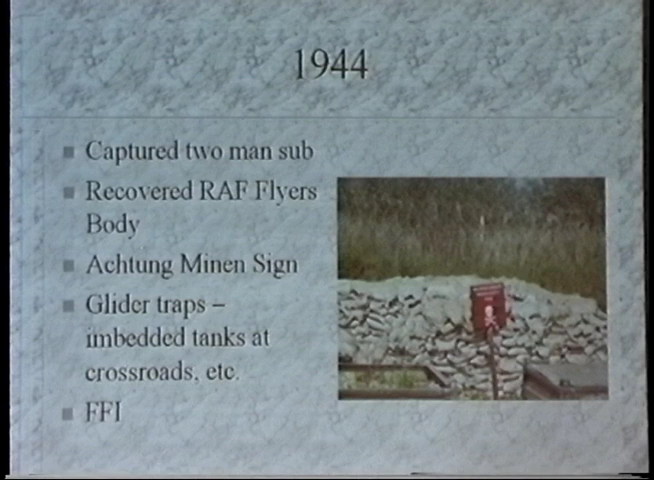 1944
Captured two man sub
Recovered RAF Flyers
Body
Achtung Minen Sign
Glider traps –
imbedded tanks at
crossroads, etc.
FFI